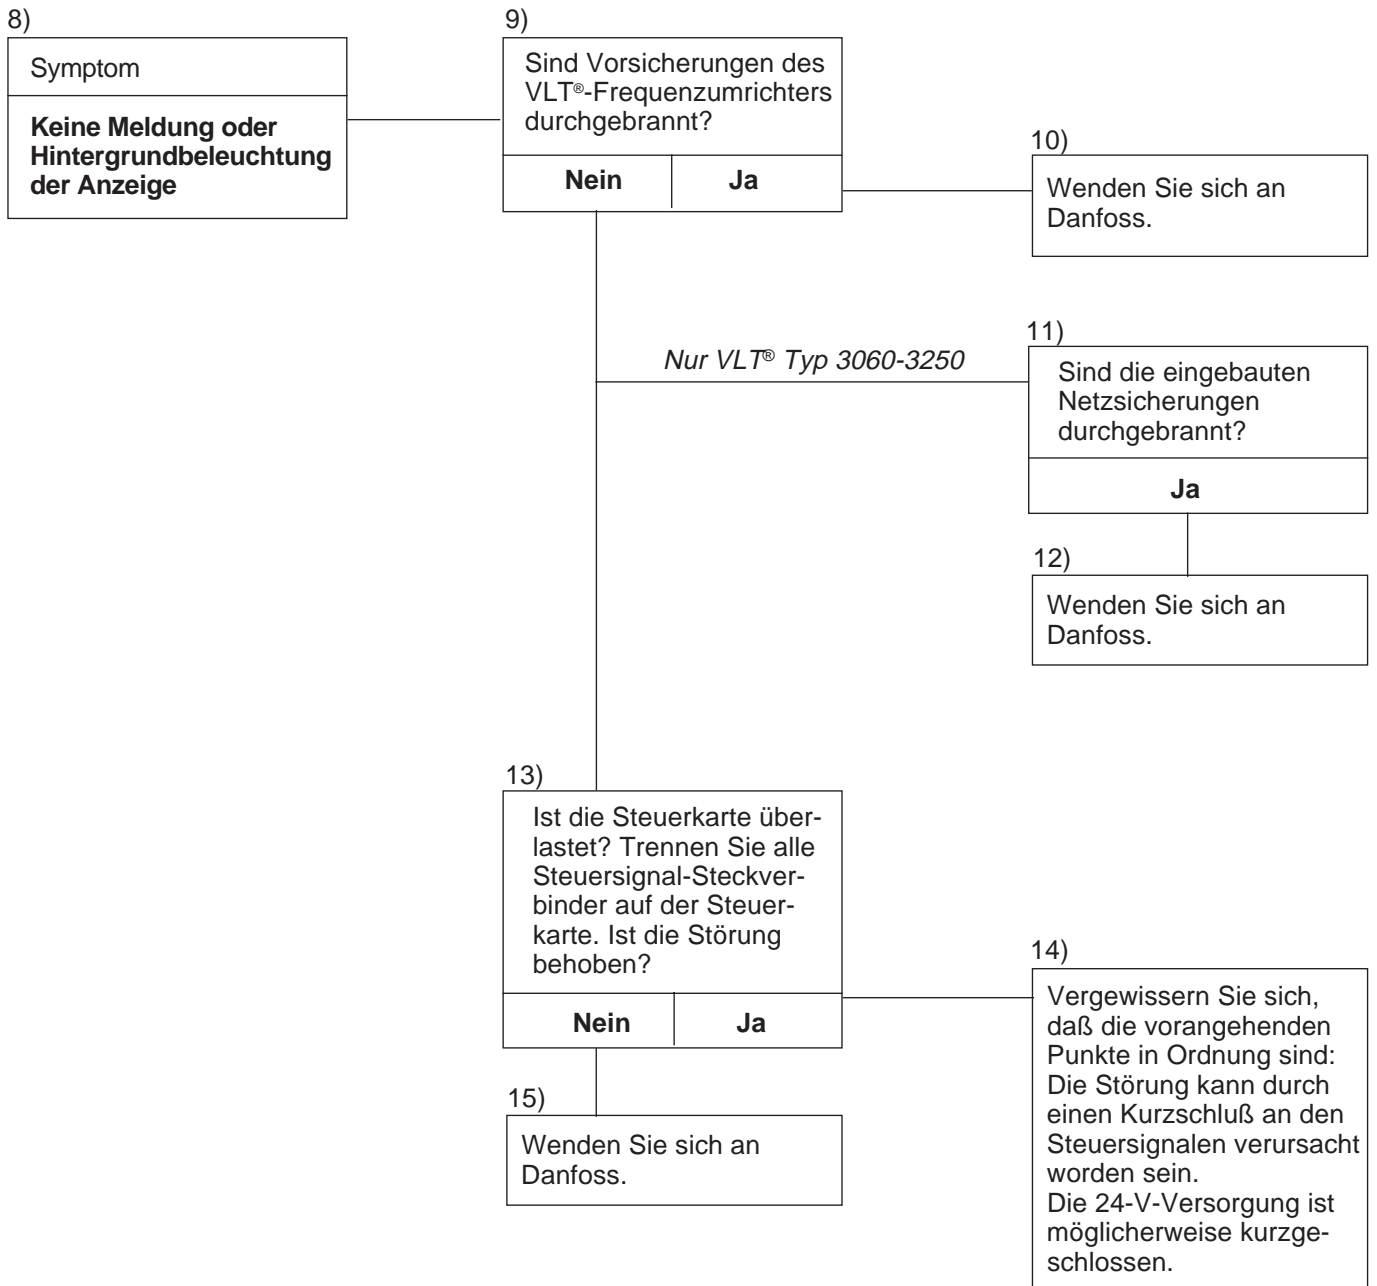 8)
Symptom
Keine Meldung oder
Hintergrundbeleuchtung
der Anzeige
9)
Sind Vorsicherungen des
VLT®-Frequenzumrichters
durchgebrannt?
Nein Ja
10)
Wenden Sie sich an
Danfoss.
Nur VLT® Typ 3060-3250
11)
Sind die eingebauten
Netzsicherungen
durchgebrannt?
Ja
12)
Wenden Sie sich an
Danfoss.
13)
Ist die Steuerkarte über-
lastet? Trennen Sie alle
Steuersignal-Steckver-
binder auf der Steuer-
karte. Ist die Störung
behoben?
Nein Ja
14)
Vergewissern Sie sich,
daß die vorangehenden
Punkte in Ordnung sind:
Die Störung kann durch
einen Kurzschluß an den
Steuersignalen verursacht
worden sein.
Die 24-V-Versorgung ist
möglicherweise kurzge-
schlossen.
15)
Wenden Sie sich an
Danfoss.